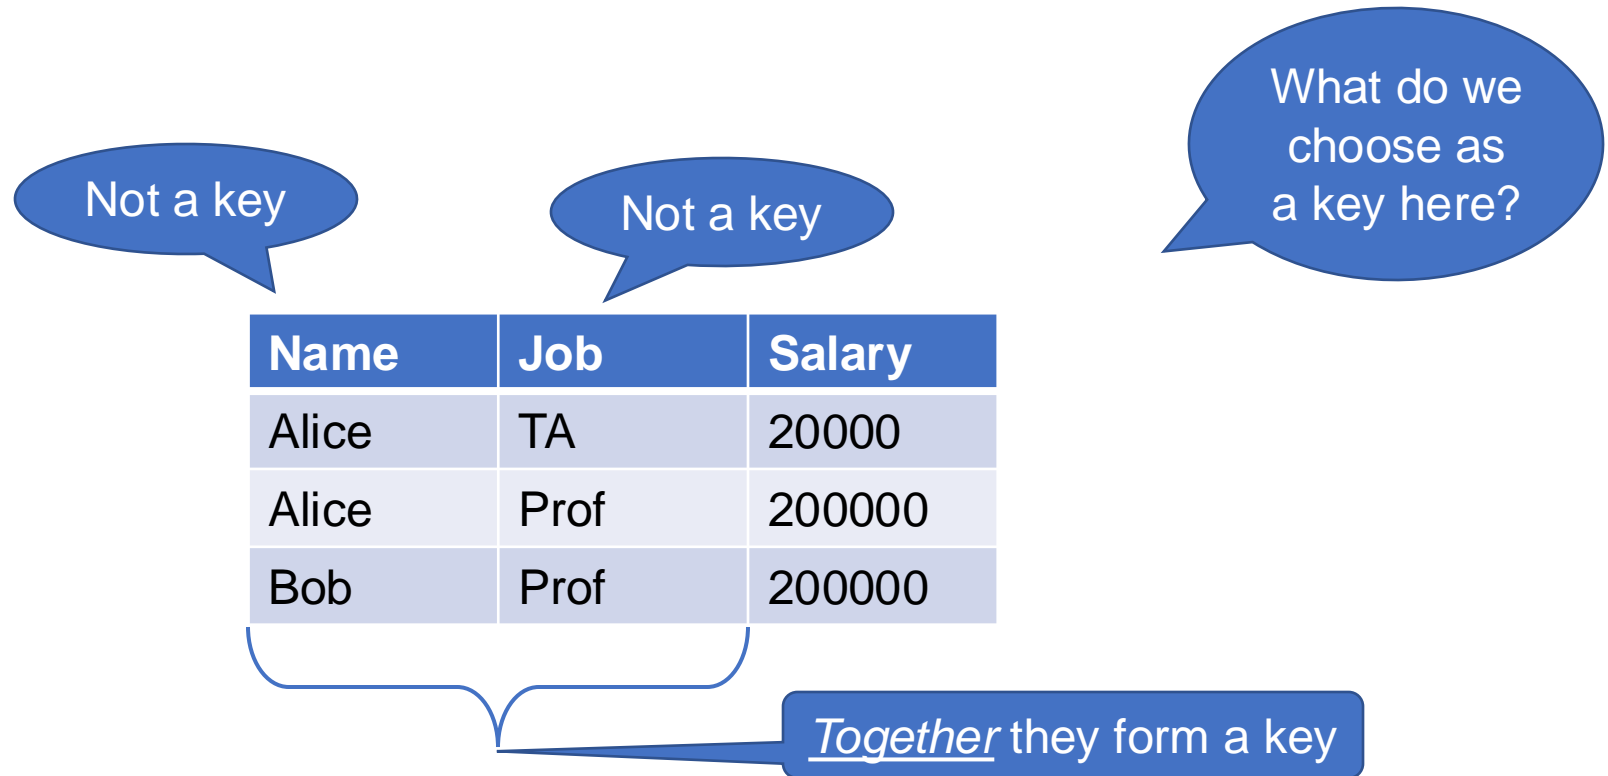 What do we
choose as
a key here?
Not a key
Not a key
Name Job Salary
Alice TA 20000
Alice Prof 200000
Bob Prof 200000
Together they form a key